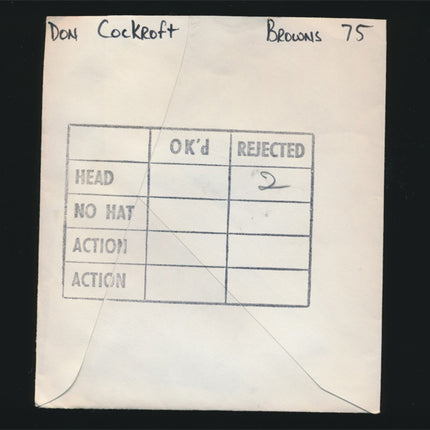 Don Cockroft Browns 75
OK'd REJECTED
HEAD 2
NO HAT
ACTION
ACTION